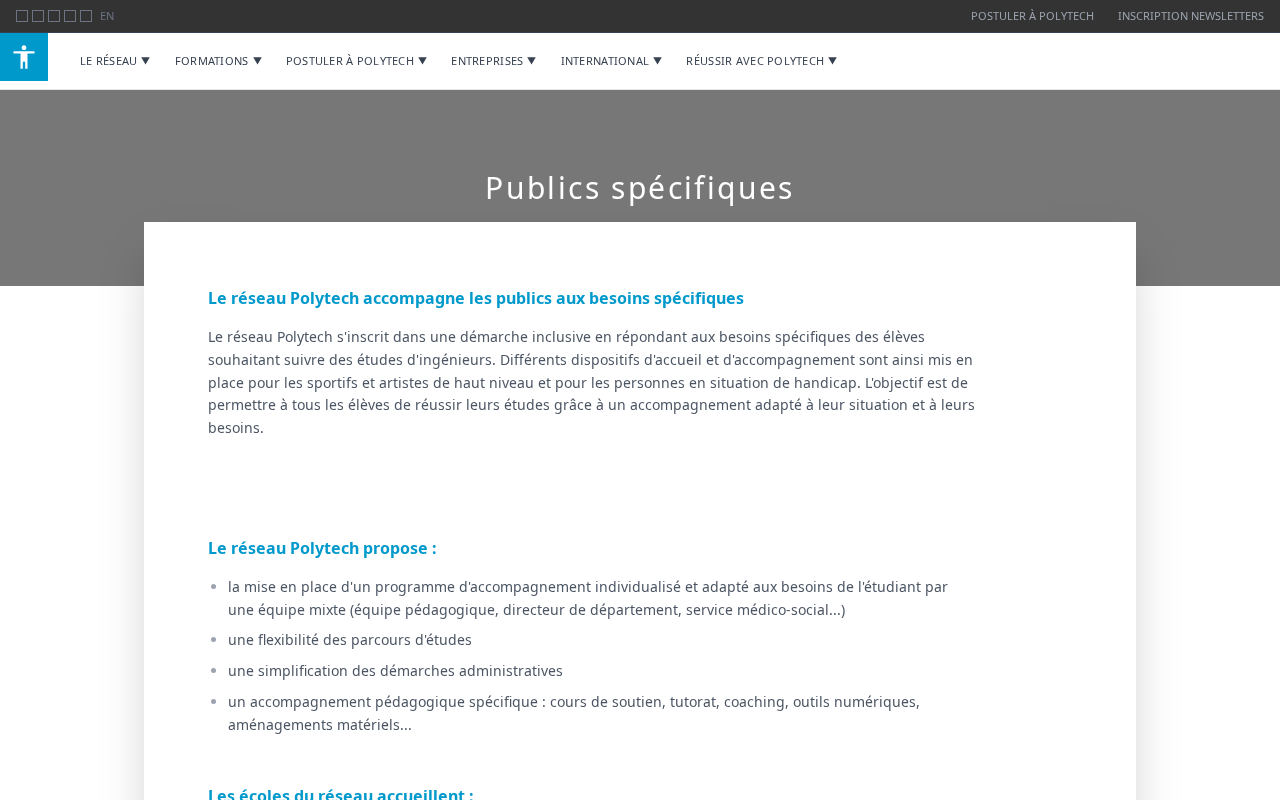 EN
POSTULER À POLYTECH
INSCRIPTION NEWSLETTERS
LE RÉSEAU ▼
FORMATIONS ▼
POSTULER À POLYTECH ▼
ENTREPRISES ▼
INTERNATIONAL ▼
RÉUSSIR AVEC POLYTECH ▼
Publics spécifiques
Le réseau Polytech accompagne les publics aux besoins spécifiques
Le réseau Polytech s'inscrit dans une démarche inclusive en répondant aux besoins spécifiques des élèves
souhaitant suivre des études d'ingénieurs. Différents dispositifs d'accueil et d'accompagnement sont ainsi mis en
place pour les sportifs et artistes de haut niveau et pour les personnes en situation de handicap. L'objectif est de
permettre à tous les élèves de réussir leurs études grâce à un accompagnement adapté à leur situation et à leurs
besoins.
Le réseau Polytech propose :
la mise en place d'un programme d'accompagnement individualisé et adapté aux besoins de l'étudiant par
une équipe mixte (équipe pédagogique, directeur de département, service médico-social...)
une flexibilité des parcours d'études
une simplification des démarches administratives
un accompagnement pédagogique spécifique : cours de soutien, tutorat, coaching, outils numériques,
aménagements matériels...
Les écoles du réseau accueillent :